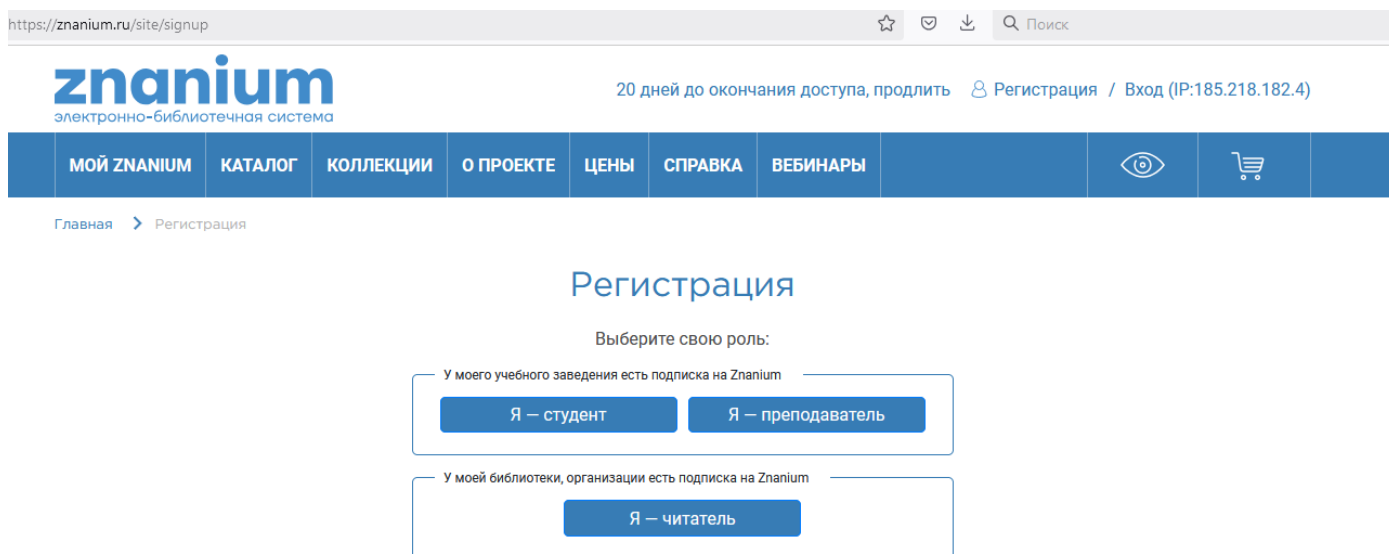 https://znanium.ru/site/signup
Поиск
znanium
электронно-библиотечная система
20 дней до окончания доступа, продлить Регистрация / Вход (IP:185.218.182.4)
МОЙ ZNANIUM КАТАЛОГ КОЛЛЕКЦИИ О ПРОЕКТЕ ЦЕНЫ СПРАВКА ВЕБИНАРЫ
Главная Регистрация
Регистрация
Выберите свою роль:
У моего учебного заведения есть подписка на Znanium
Я — студент Я — преподаватель
У моей библиотеки, организации есть подписка на Znanium
Я — читатель